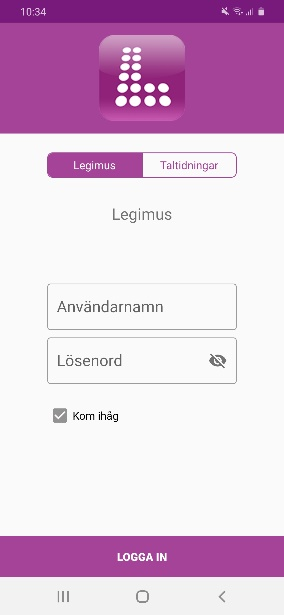 10:34
Legimus
Taltidningar
Legimus
Användarnamn
Lösenord
Kom ihåg
LOGGA IN